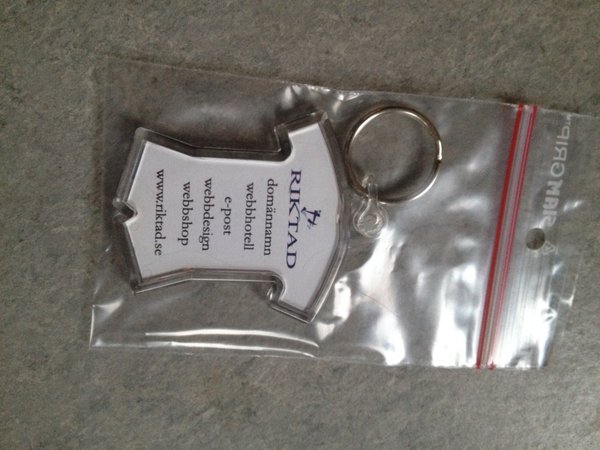 RIKTAD
domännamn
webbhotell
e-post
webbdesign
webbshop
www.riktad.se